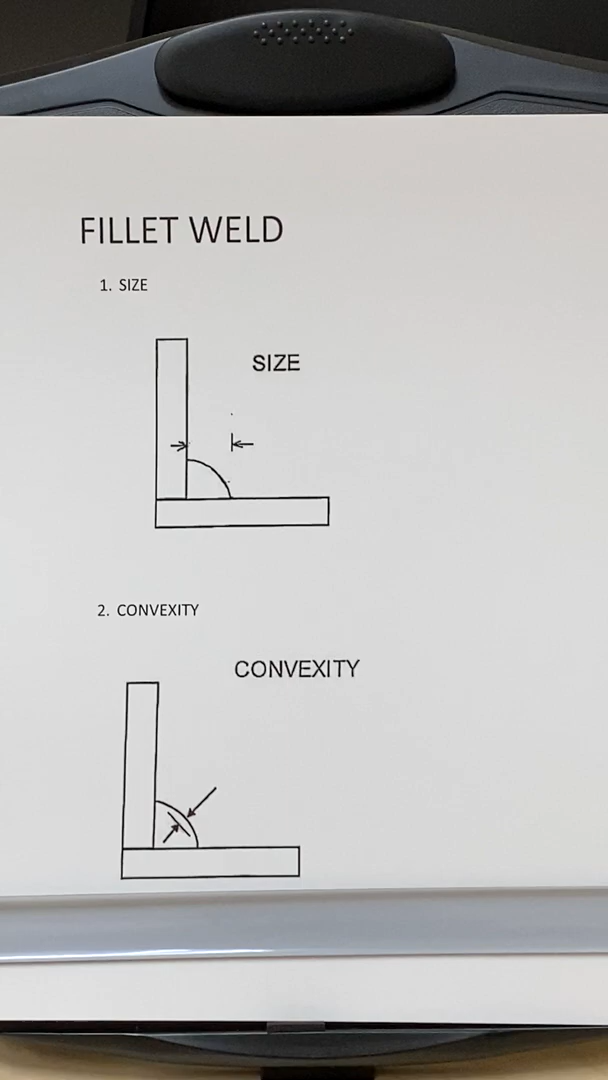 FILLET WELD
1. SIZE
SIZE
2. CONVEXITY
CONVEXITY